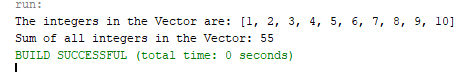 run:
The integers in the Vector are: [1, 2, 3, 4, 5, 6, 7, 8, 9, 10]
Sum of all integers in the Vector: 55
BUILD SUCCESSFUL (total time: 0 seconds)